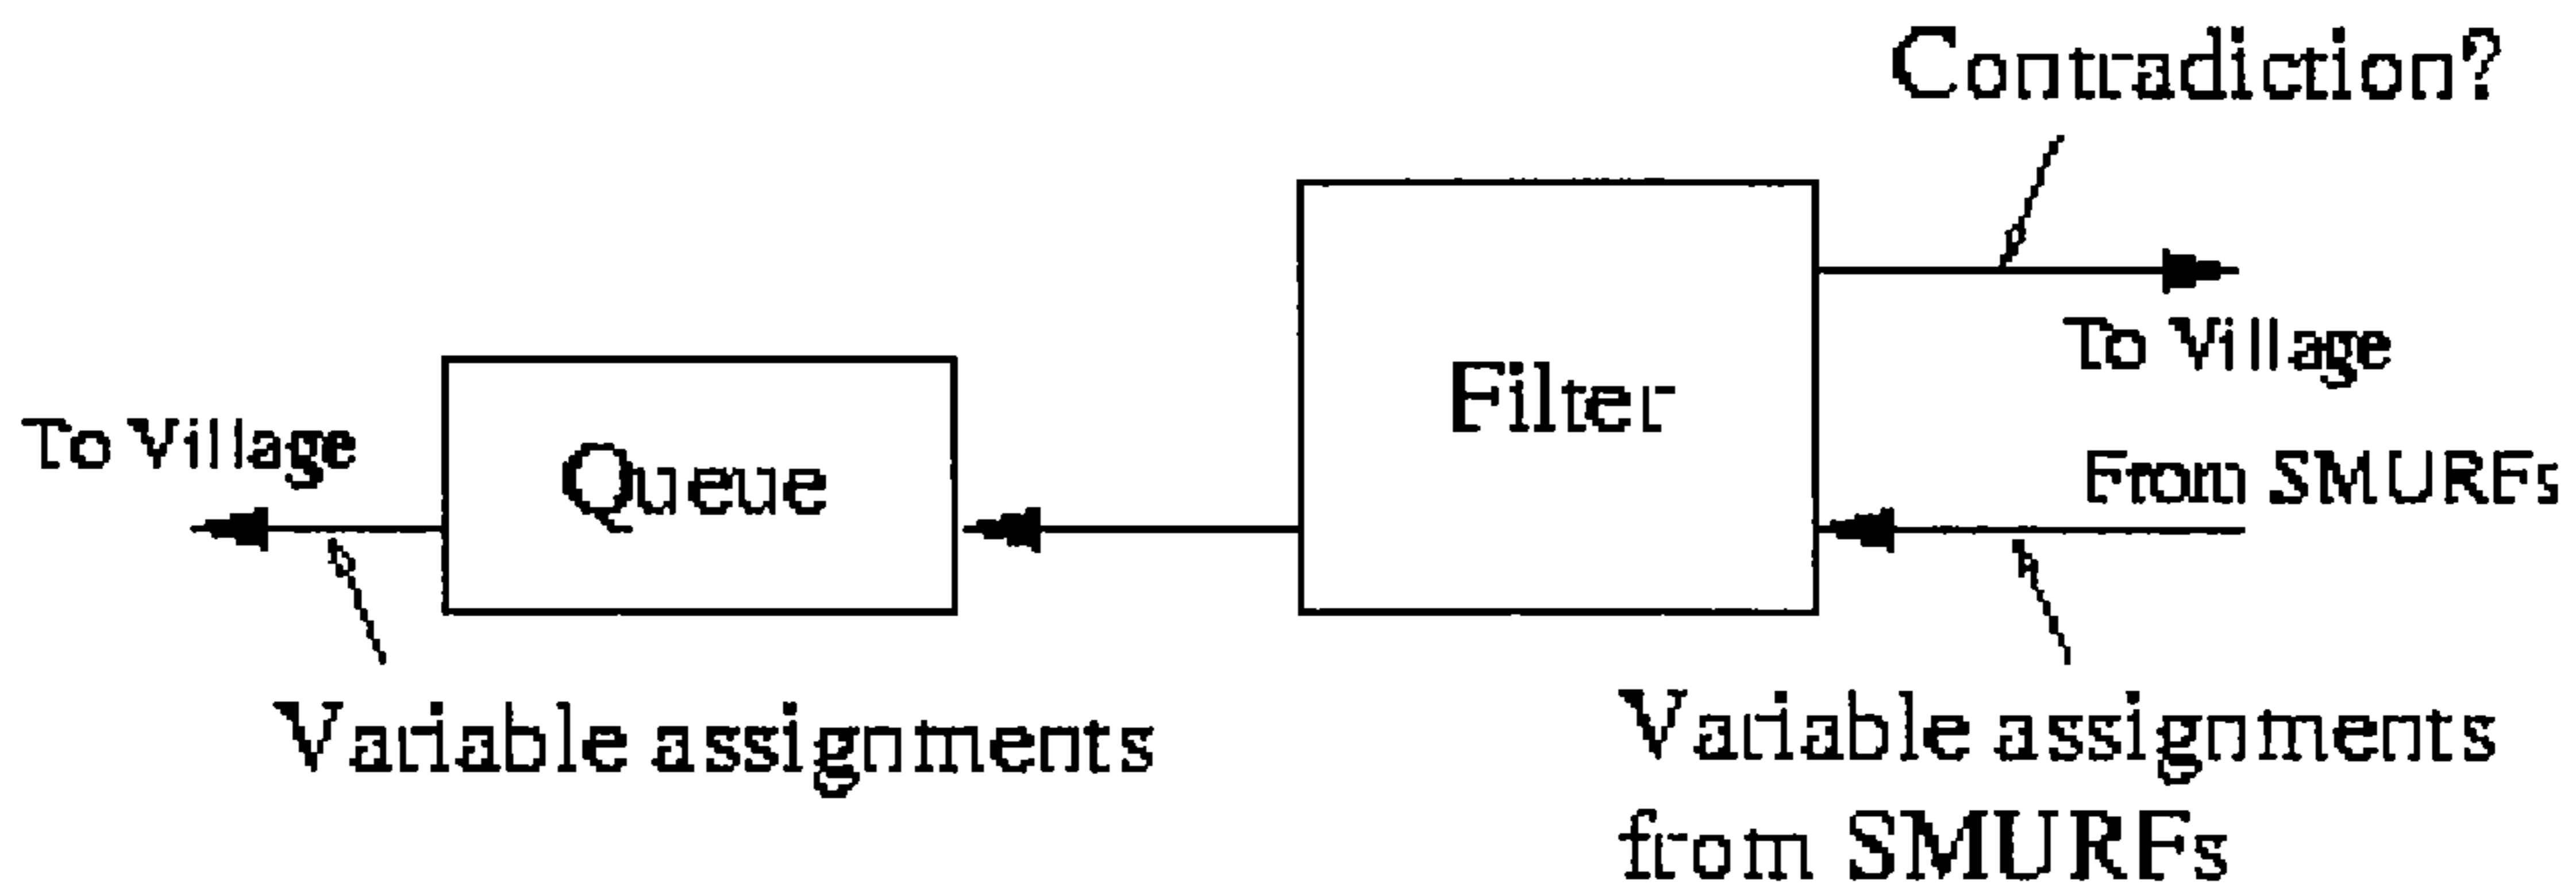 Contradiction?
To Village
Filter
To Village
Queue
From SMURFs
Variable assignments
Variable assignments
from SMURFs